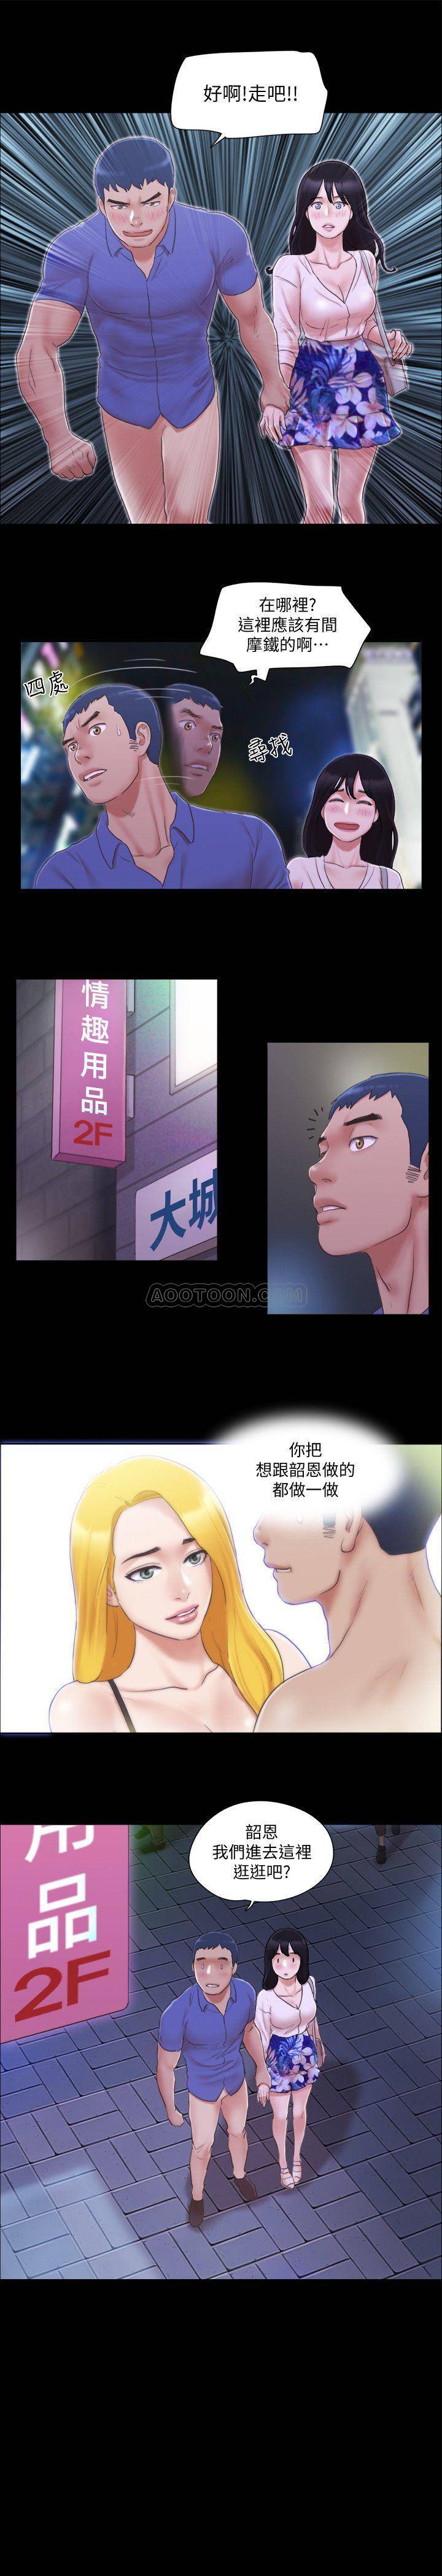 好啊!走吧!!
在哪裡?
這裡應該有間
摩鐵的啊…
四處
尋找
情趣用品
2F
大城
AOOTOON.COM
你把
想跟韶恩做的
都做一做
韶恩
我們進去這裡
逛逛吧?
用品
2F